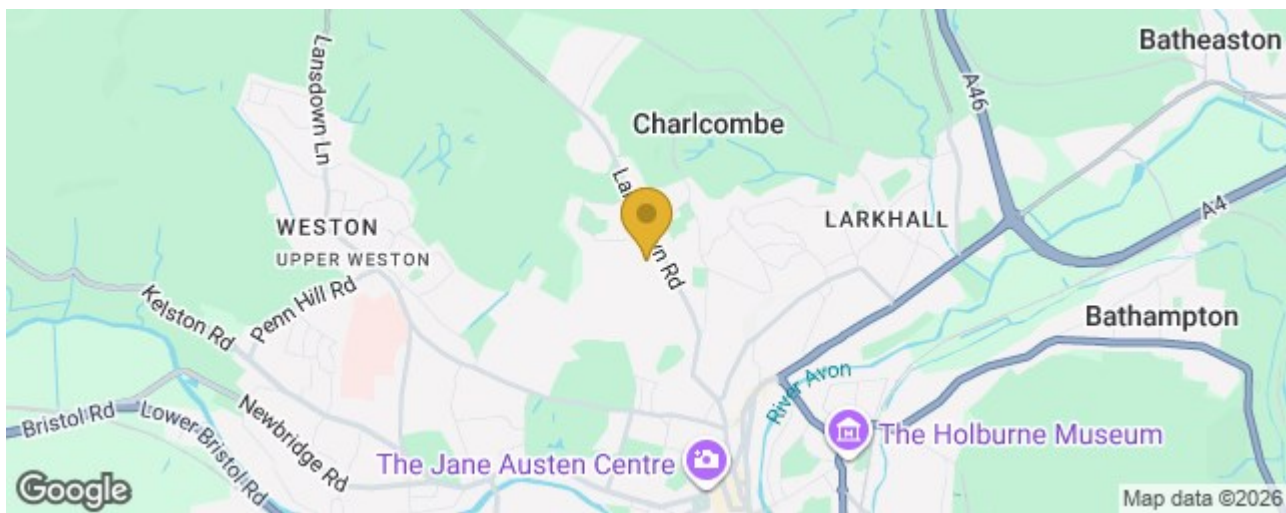 Batheaston
Lansdown Ln
A46
Charlcombe
A4
LARKHALL
WESTON
UPPER WESTON
Kelston Rd
Penn Hill Rd
Bathampton
River Avon
Bristol Rd
Lower Bristol Rd
Newbridge Rd
The Holburne Museum
The Jane Austen Centre
Google
Map data ©2026